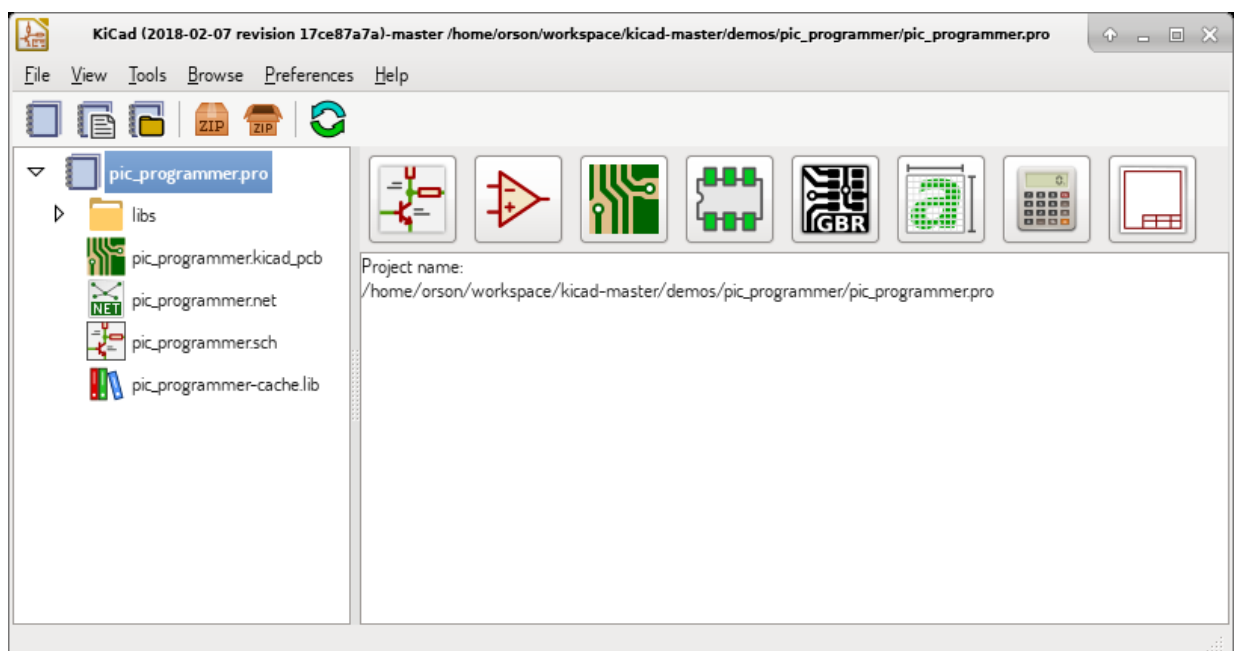 KiCad (2018-02-07 revision 17ce87a7a)-master /home/orson/workspace/kicad-master/demos/pic_programmer/pic_programmer.pro
File View Tools Browse Preferences Help
ZIP ZIP
pic_programmer.pro
libs
pic_programmer.kicad_pcb
NET pic_programmer.net
pic_programmer.sch
pic_programmer-cache.lib
GBR a 0.
Project name:
/home/orson/workspace/kicad-master/demos/pic_programmer/pic_programmer.pro